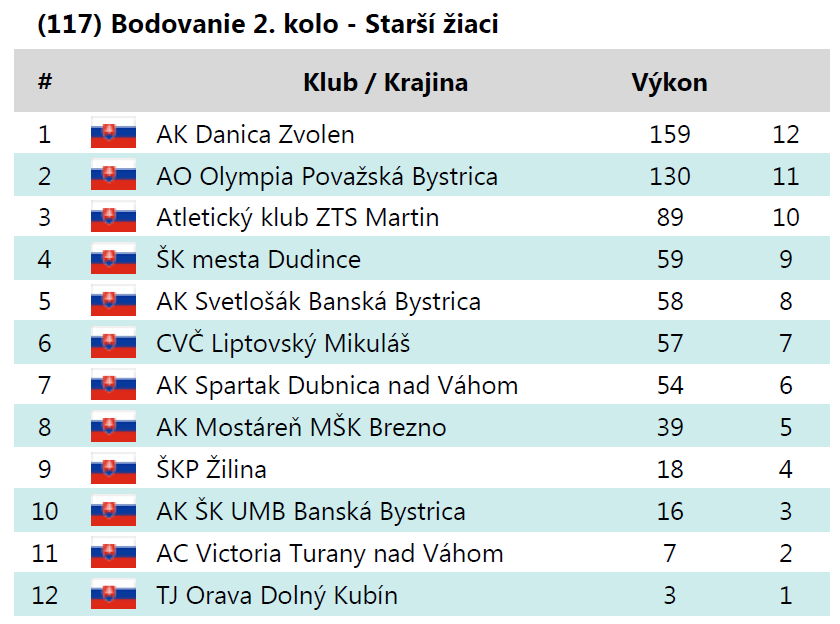 (117) Bodovanie 2. kolo - Starší žiaci
# Klub / Krajina Výkon
1 AK Danica Zvolen 159 12
2 AO Olympia Považská Bystrica 130 11
3 Atletický klub ZTS Martin 89 10
4 ŠK mesta Dudince 59 9
5 AK Svetlošák Banská Bystrica 58 8
6 CVČ Liptovský Mikuláš 57 7
7 AK Spartak Dubnica nad Váhom 54 6
8 AK Mostáreň MŠK Brezno 39 5
9 ŠKP Žilina 18 4
10 AK ŠK UMB Banská Bystrica 16 3
11 AC Victoria Turany nad Váhom 7 2
12 TJ Orava Dolný Kubín 3 1